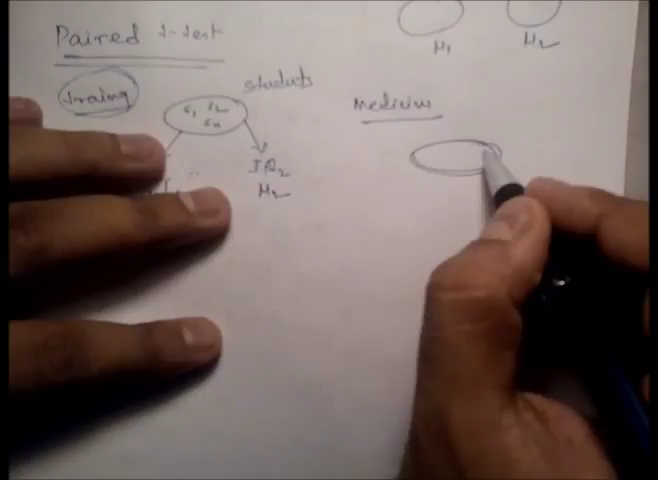 Paired t-test
μ1 μ2
training
students
S1 S2
Sn
IQ2
μ2
Medicine